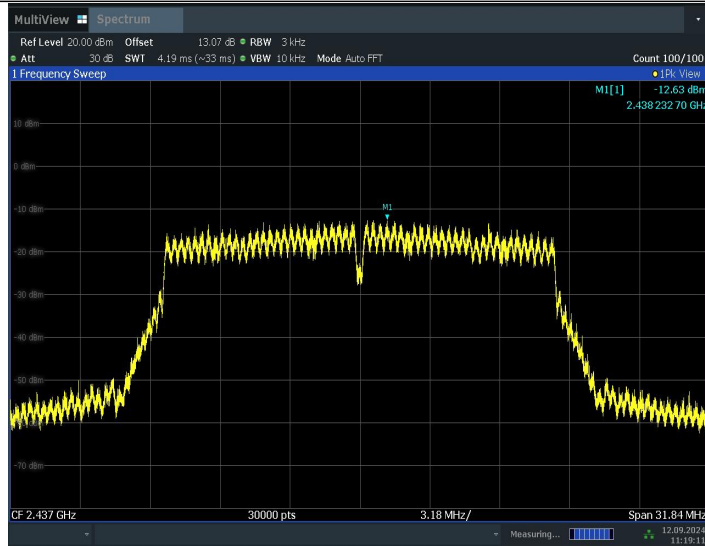 MultiView Spectrum
Ref Level 20.00 dBm Offset 13.07 dB RBW 3 kHz
Att 30 dB SWT 4.19 ms (~33 ms) VBW 10 kHz Mode Auto FFT Count 100/100
1 Frequency Sweep 1Pk View
M1[1] -12.63 dBm
2.438 232 70 GHz
10 dBm
0 dBm
-10 dBm
M1
-20 dBm
-30 dBm
-40 dBm
-50 dBm
-70 dBm
CF 2.437 GHz 30000 pts 3.18 MHz/ Span 31.84 MHz
Measuring... 12.09.2024
11:19:11